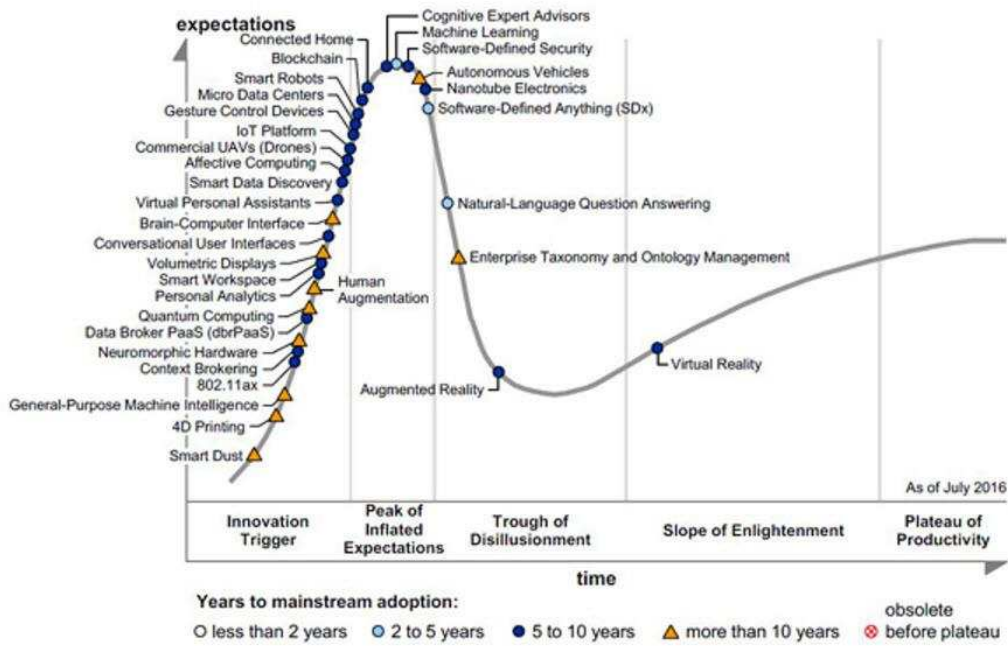 expectations
Cognitive Expert Advisors
Machine Learning
Software-Defined Security
Connected Home
Blockchain
Autonomous Vehicles
Smart Robots
Nanotube Electronics
Micro Data Centers
Software-Defined Anything (SDx)
Gesture Control Devices
IoT Platform
Commercial UAVs (Drones)
Affective Computing
Smart Data Discovery
Virtual Personal Assistants
Natural-Language Question Answering
Brain-Computer Interface
Conversational User Interfaces
Enterprise Taxonomy and Ontology Management
Volumetric Displays
Smart Workspace
Personal Analytics
Human
Augmentation
Quantum Computing
Data Broker PaaS (dbrPaaS)
Neuromorphic Hardware
Context Brokering
802.11ax
Virtual Reality
Augmented Reality
General-Purpose Machine Intelligence
4D Printing
Smart Dust
As of July 2016
Innovation
Trigger
Peak of
Inflated
Expectations
Trough of
Disillusionment
Slope of Enlightenment
Plateau of
Productivity
time
Years to mainstream adoption:
less than 2 years
2 to 5 years
5 to 10 years
more than 10 years
obsolete
before plateau